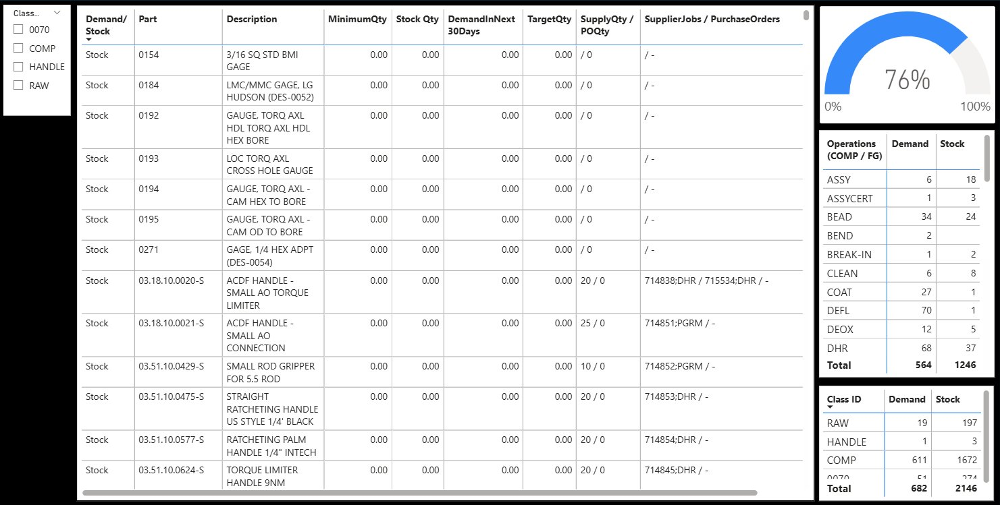 Class...
0070
COMP
HANDLE
RAW
Demand/ Part Description MinimumQty Stock Qty DemandInNext TargetQty SupplyQty / SupplierJobs / PurchaseOrders
Stock 30Days POQty
Stock 0154 3/16 SQ STD BMI 0.00 0.00 0.00 0.00 / 0 / -
GAGE
Stock 0184 LMC/MMC GAGE, LG 0.00 0.00 0.00 0.00 / 0 / -
HUDSON (DES-0052)
Stock 0192 GAUGE, TORQ AXL 0.00 0.00 0.00 0.00 / 0 / -
HDL TORQ AXL HDL
HEX BORE
Stock 0193 LOC TORQ AXL 0.00 0.00 0.00 0.00 / 0 / -
CROSS HOLE GAUGE
Stock 0194 GAUGE, TORQ AXL - 0.00 0.00 0.00 0.00 / 0 / -
CAM HEX TO BORE
Stock 0195 GAUGE, TORQ AXL - 0.00 0.00 0.00 0.00 / 0 / -
CAM OD TO BORE
Stock 0271 GAGE, 1/4 HEX ADPT 0.00 0.00 0.00 0.00 / 0 / -
(DES-0054)
Stock 03.18.10.0020-S ACDF HANDLE - 0.00 0.00 0.00 0.00 20 / 0 714838;DHR / 715534;DHR / -
SMALL AO TORQUE
LIMITER
Stock 03.18.10.0021-S ACDF HANDLE - 0.00 0.00 0.00 0.00 25 / 0 714851;PGRM / -
SMALL AO
CONNECTION
Stock 03.51.10.0429-S SMALL ROD GRIPPER 0.00 0.00 0.00 0.00 10 / 0 714852;PGRM / -
FOR 5.5 ROD
Stock 03.51.10.0475-S STRAIGHT 0.00 0.00 0.00 0.00 20 / 0 714853;DHR / -
RATCHETING HANDLE
US STYLE 1/4' BLACK
Stock 03.51.10.0577-S RATCHETING PALM 0.00 0.00 0.00 0.00 20 / 0 714854;DHR / -
HANDLE 1/4" INTECH
Stock 03.51.10.0624-S TORQUE LIMITER 0.00 0.00 0.00 0.00 20 / 0 714845;DHR / -
HANDLE 9NM
76%
0% 100%
Operations Demand Stock
(COMP / FG)
ASSY 6 18
ASSYCERT 1 3
BEAD 34 24
BEND 2
BREAK-IN 1 2
CLEAN 6 8
COAT 27 1
DEFL 70 1
DEOX 12 5
DHR 68 37
Total 564 1246
Class ID Demand Stock
RAW 19 197
HANDLE 1 3
COMP 611 1672
0070 51 274
Total 682 2146